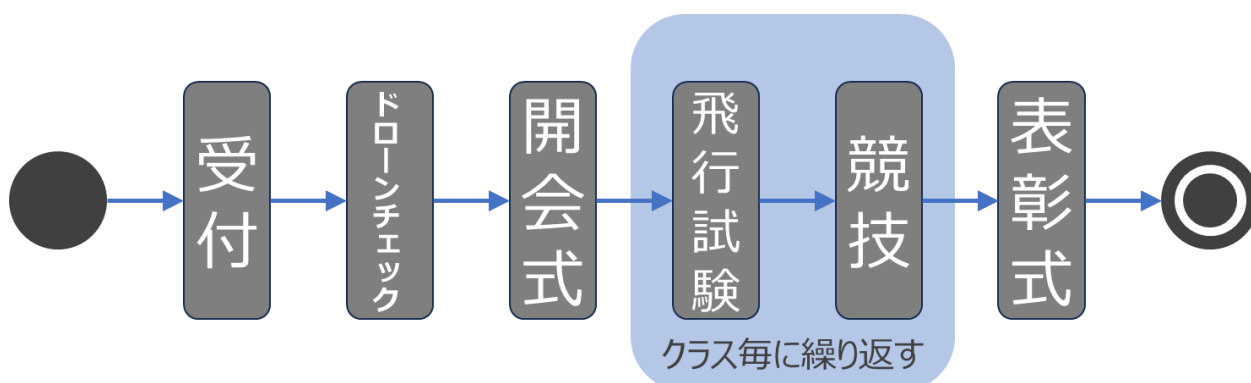 受付
ドローンチェック
開会式
飛行試験
競技
表彰式
クラス毎に繰り返す